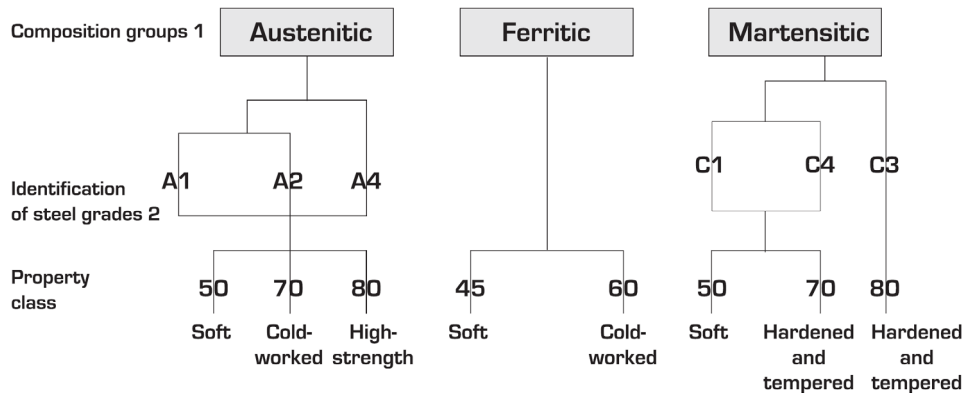 Composition groups 1 Austenitic Ferritic Martensitic
C1 C4 C3
Identification A1 A2 A4
of steel grades 2
Property
class 50 70 80 45 60 50 70 80
Soft Cold- High- Soft Cold- Soft Hardened Hardened
worked strength worked and and
tempered tempered